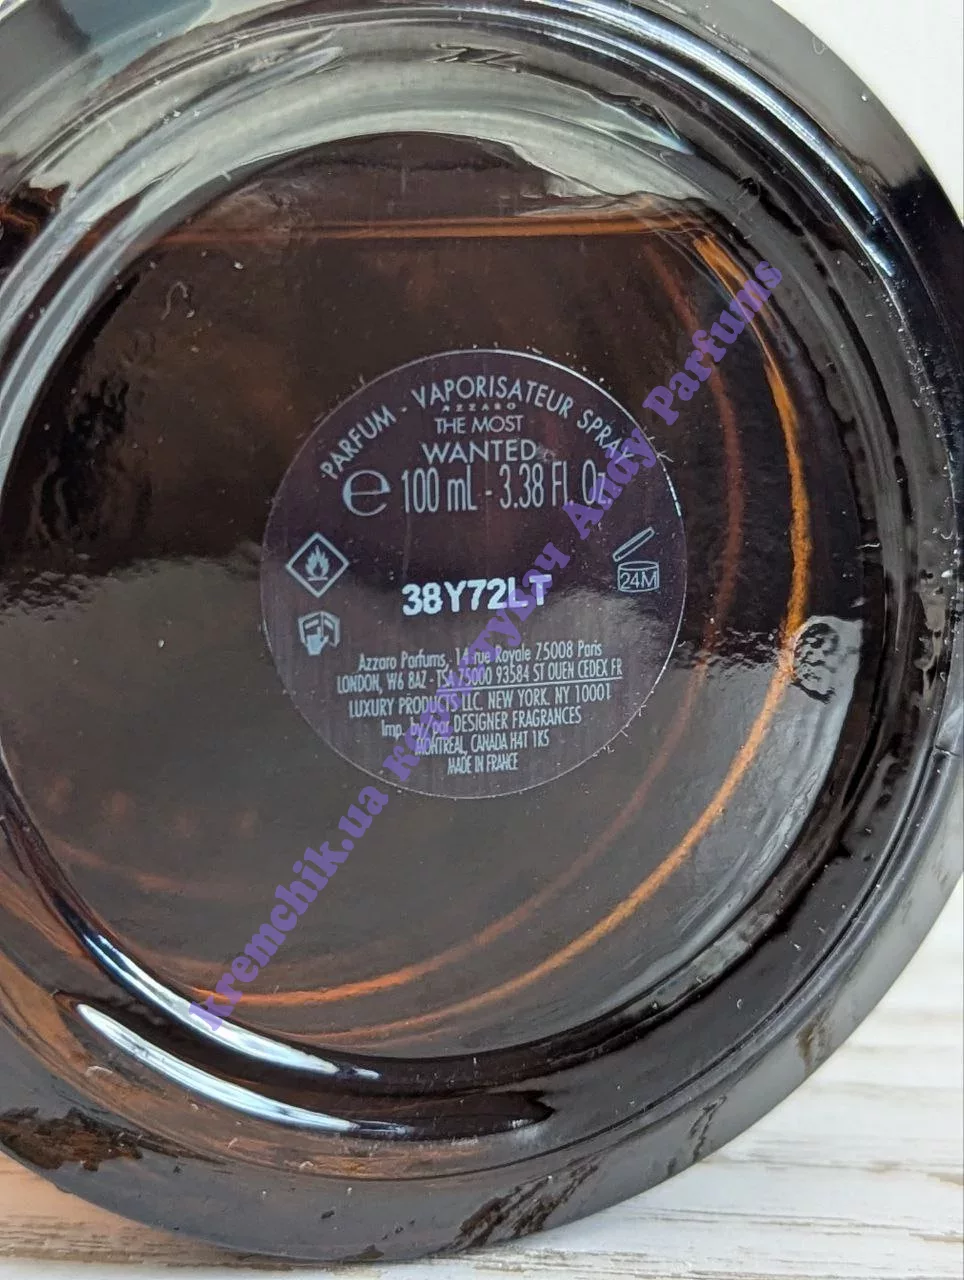 PARFUM - VAPORISATEUR SPRAY
AZZARO
THE MOST
WANTED
e 100 mL - 3.38 Fl. Oz
24M
38Y72LT
Azzaro Parfums, 14 rue Royale 75008 Paris
LONDON, W6 8AZ - TSA 75000 93584 ST OUEN CEDEX FR
LUXURY PRODUCTS LLC. NEW YORK, NY 10001
Imp. by/par DESIGNER FRAGRANCES
MONTREAL, CANADA H4T 1K5
MADE IN FRANCE
kremchik.ua Andy Parfums